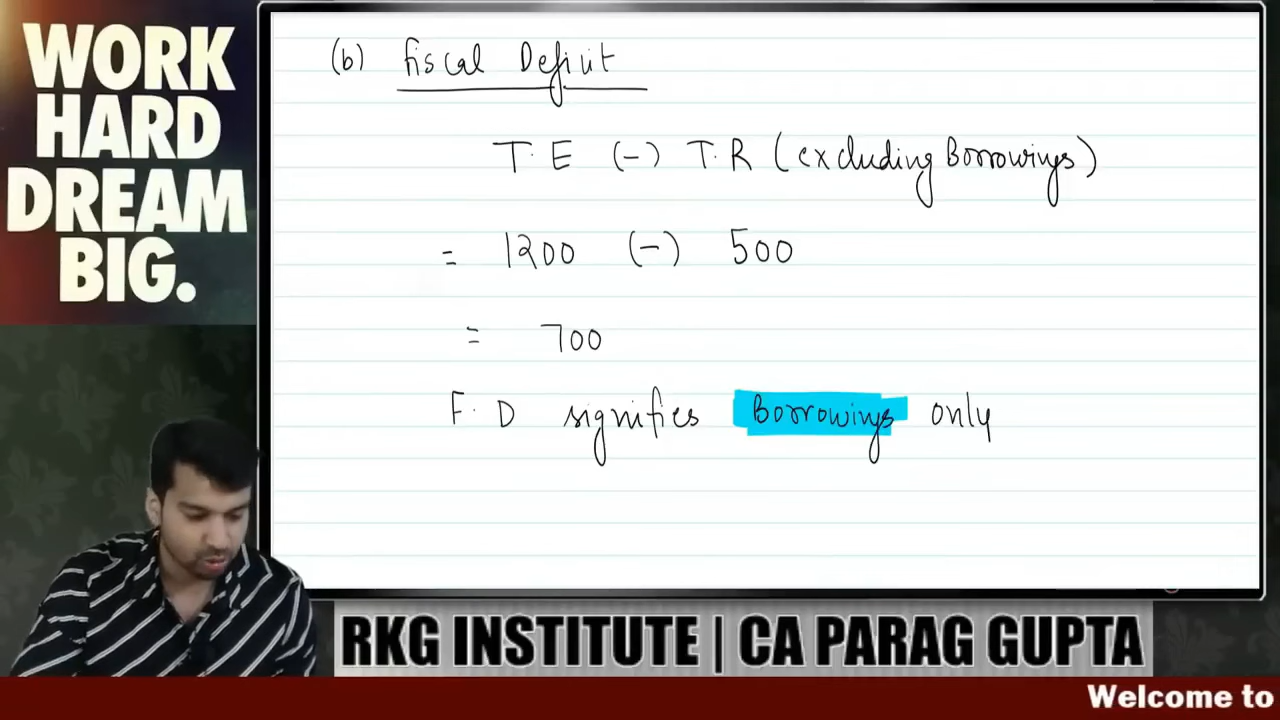 WORK
HARD
DREAM
BIG.
(b) Fiscal Deficit
T.E (-) T.R (excluding Borrowings)
= 1200 (-) 500
= 700
F.D signifies Borrowings only
RKG INSTITUTE | CA PARAG GUPTA
Welcome to